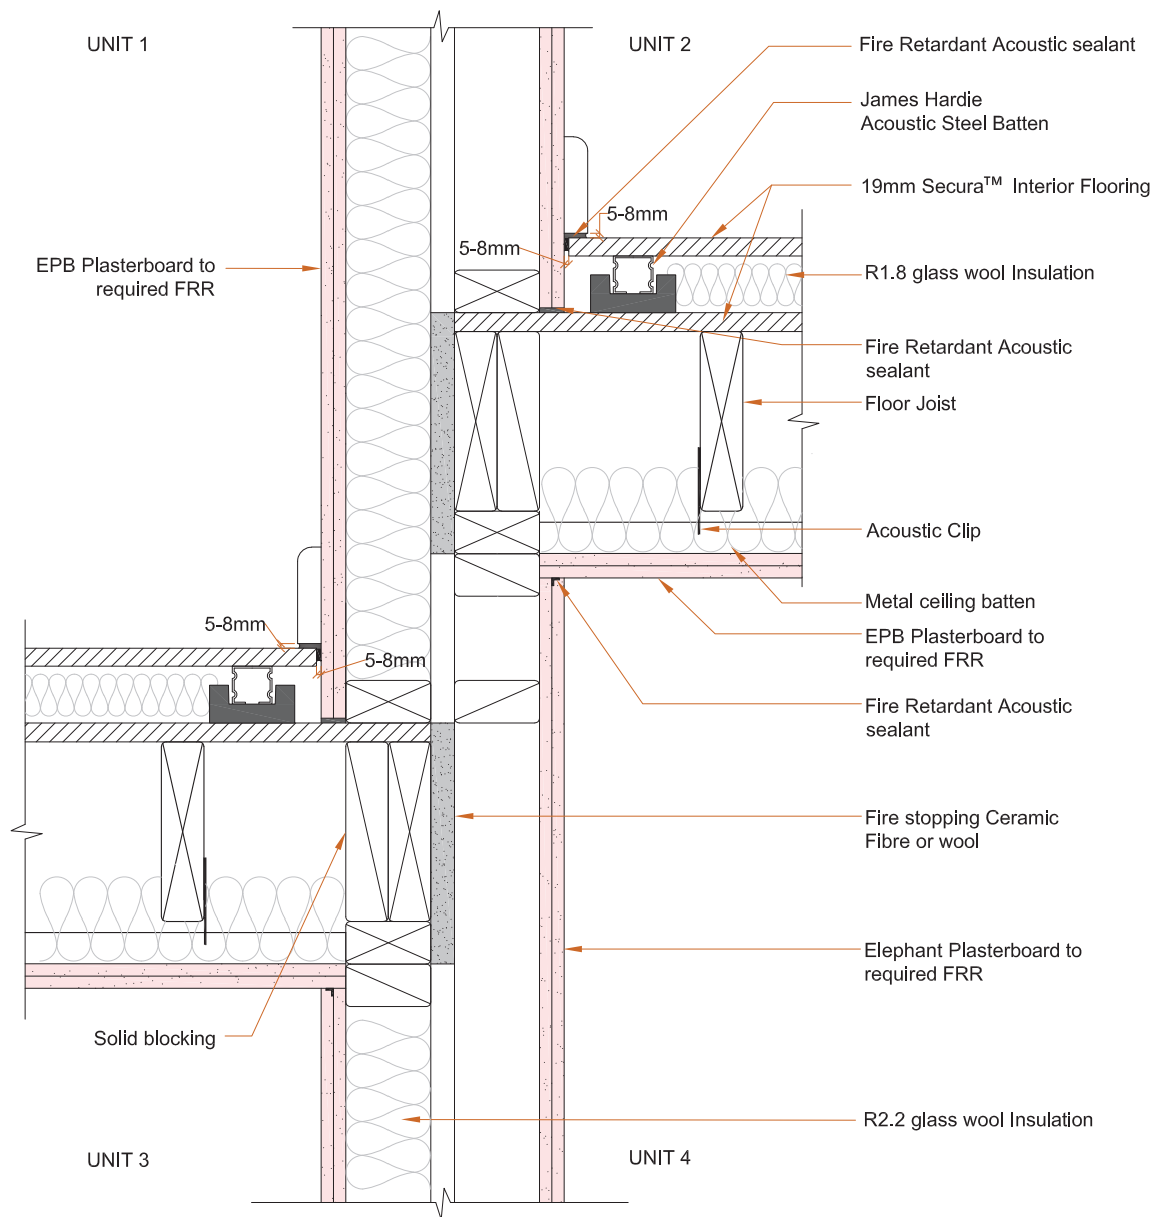 UNIT 1
UNIT 2
Fire Retardant Acoustic sealant
James Hardie
Acoustic Steel Batten
19mm Secura™ Interior Flooring
5-8mm
5-8mm
EPB Plasterboard to
required FRR
R1.8 glass wool Insulation
Fire Retardant Acoustic
sealant
Floor Joist
Acoustic Clip
Metal ceiling batten
5-8mm
EPB Plasterboard to
required FRR
5-8mm
Fire Retardant Acoustic
sealant
Fire stopping Ceramic
Fibre or wool
Elephant Plasterboard to
required FRR
Solid blocking
R2.2 glass wool Insulation
UNIT 3
UNIT 4